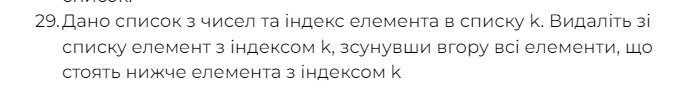 список.
29. Дано список з чисел та індекс елемента в списку k. Видаліть зі
списку елемент з індексом k, зсунувши вгору всі елементи, що
стоять нижче елемента з індексом k